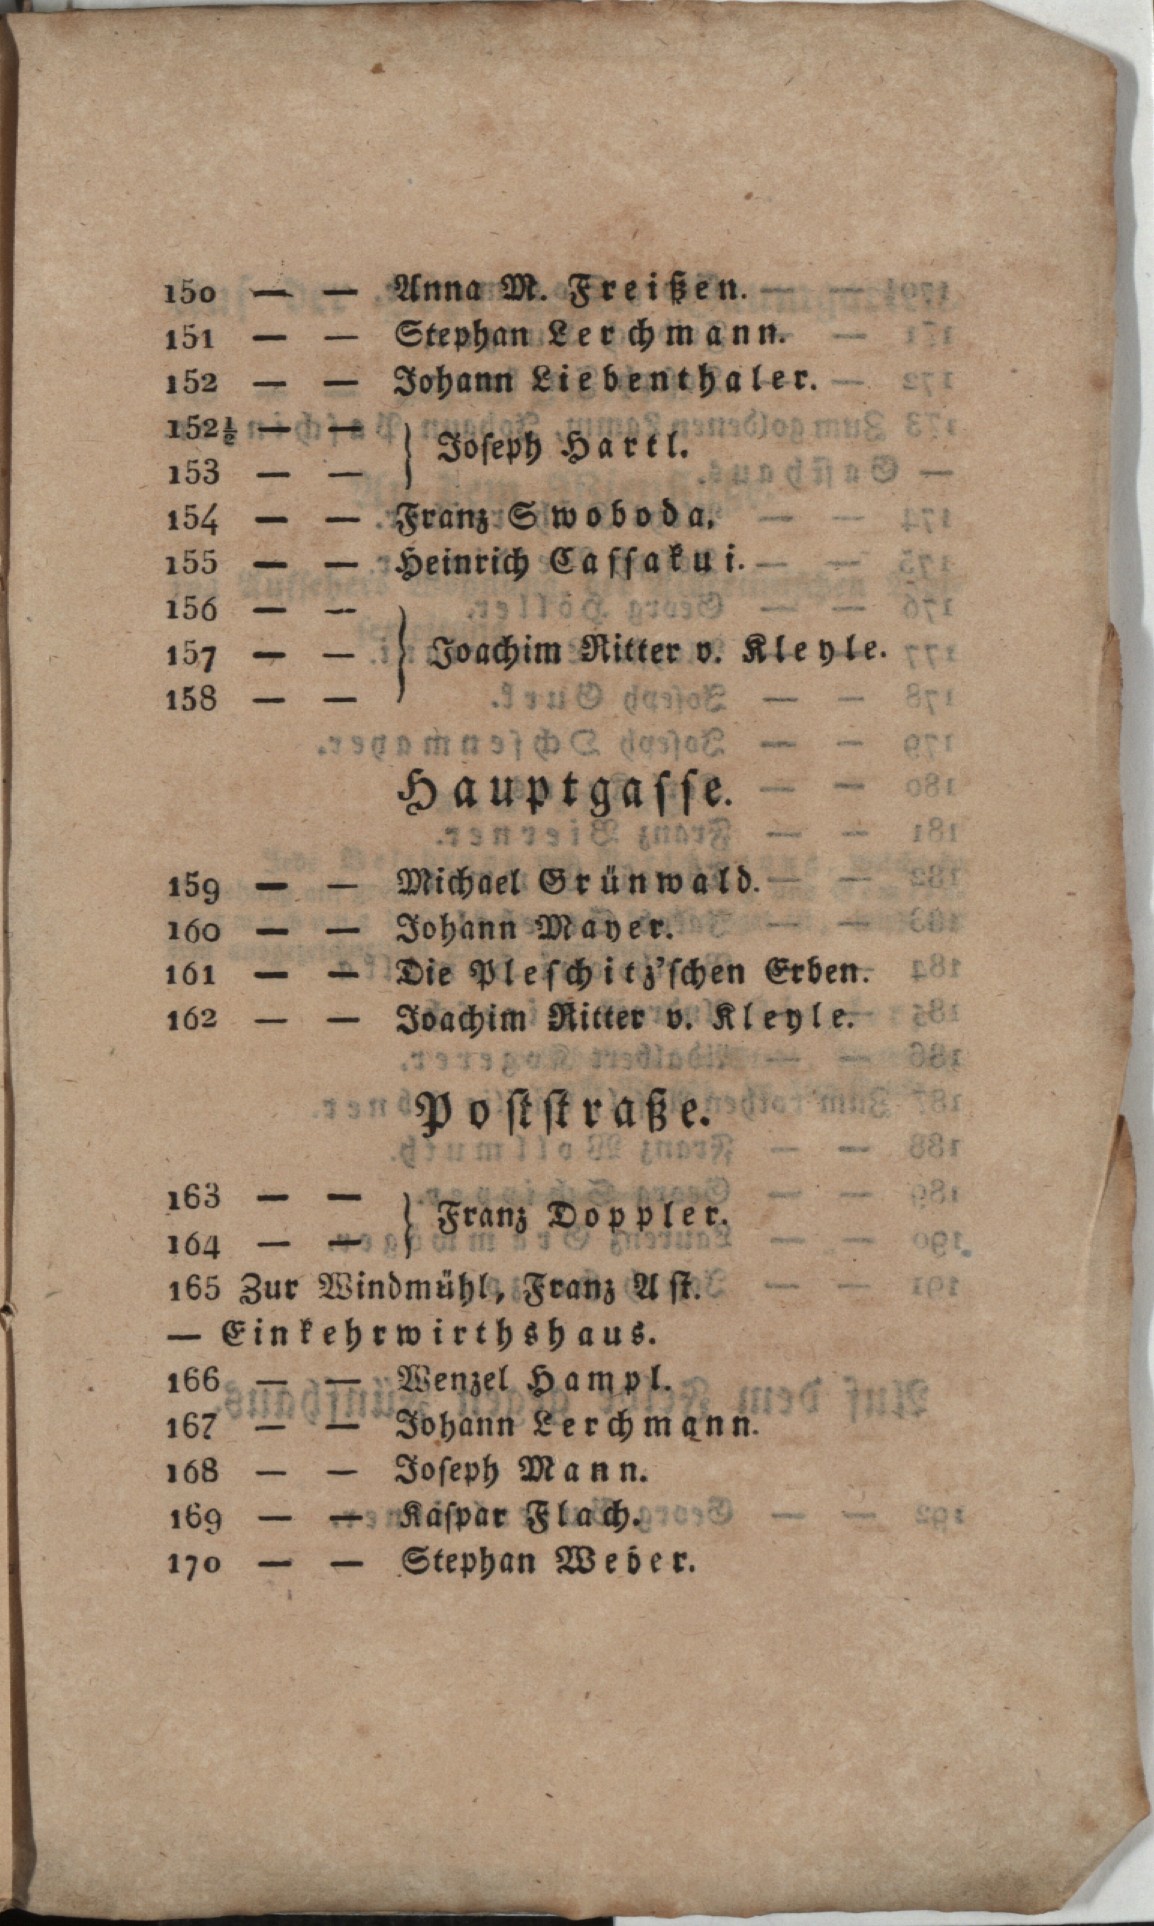 150 — — Anna M. Freißen.
151 — — Stephan Lerchmann.
152 — — Johann Liebenthaler.
152½ — —
Joseph Hartl.
153 — —
154 — — Franz Swoboda.
155 — — Heinrich Cassakui.
156 — —
157 — — Joachim Ritter v. Kleyle.
158 — —
Hauptgasse.
159 — — Michael Grünwald.
160 — — Johann Mayer.
161 — — Die Pleschitz'schen Erben.
162 — — Joachim Ritter v. Kleyle.
Poststraße.
163 — —
Franz Doppler.
164 — —
165 Zur Windmühl, Franz Ast.
— Einkehrwirthshaus.
166 — — Wenzel Hampl.
167 — — Johann Lerchmann.
168 — — Joseph Mann.
169 — — Kaspar Flach.
170 — — Stephan Weber.